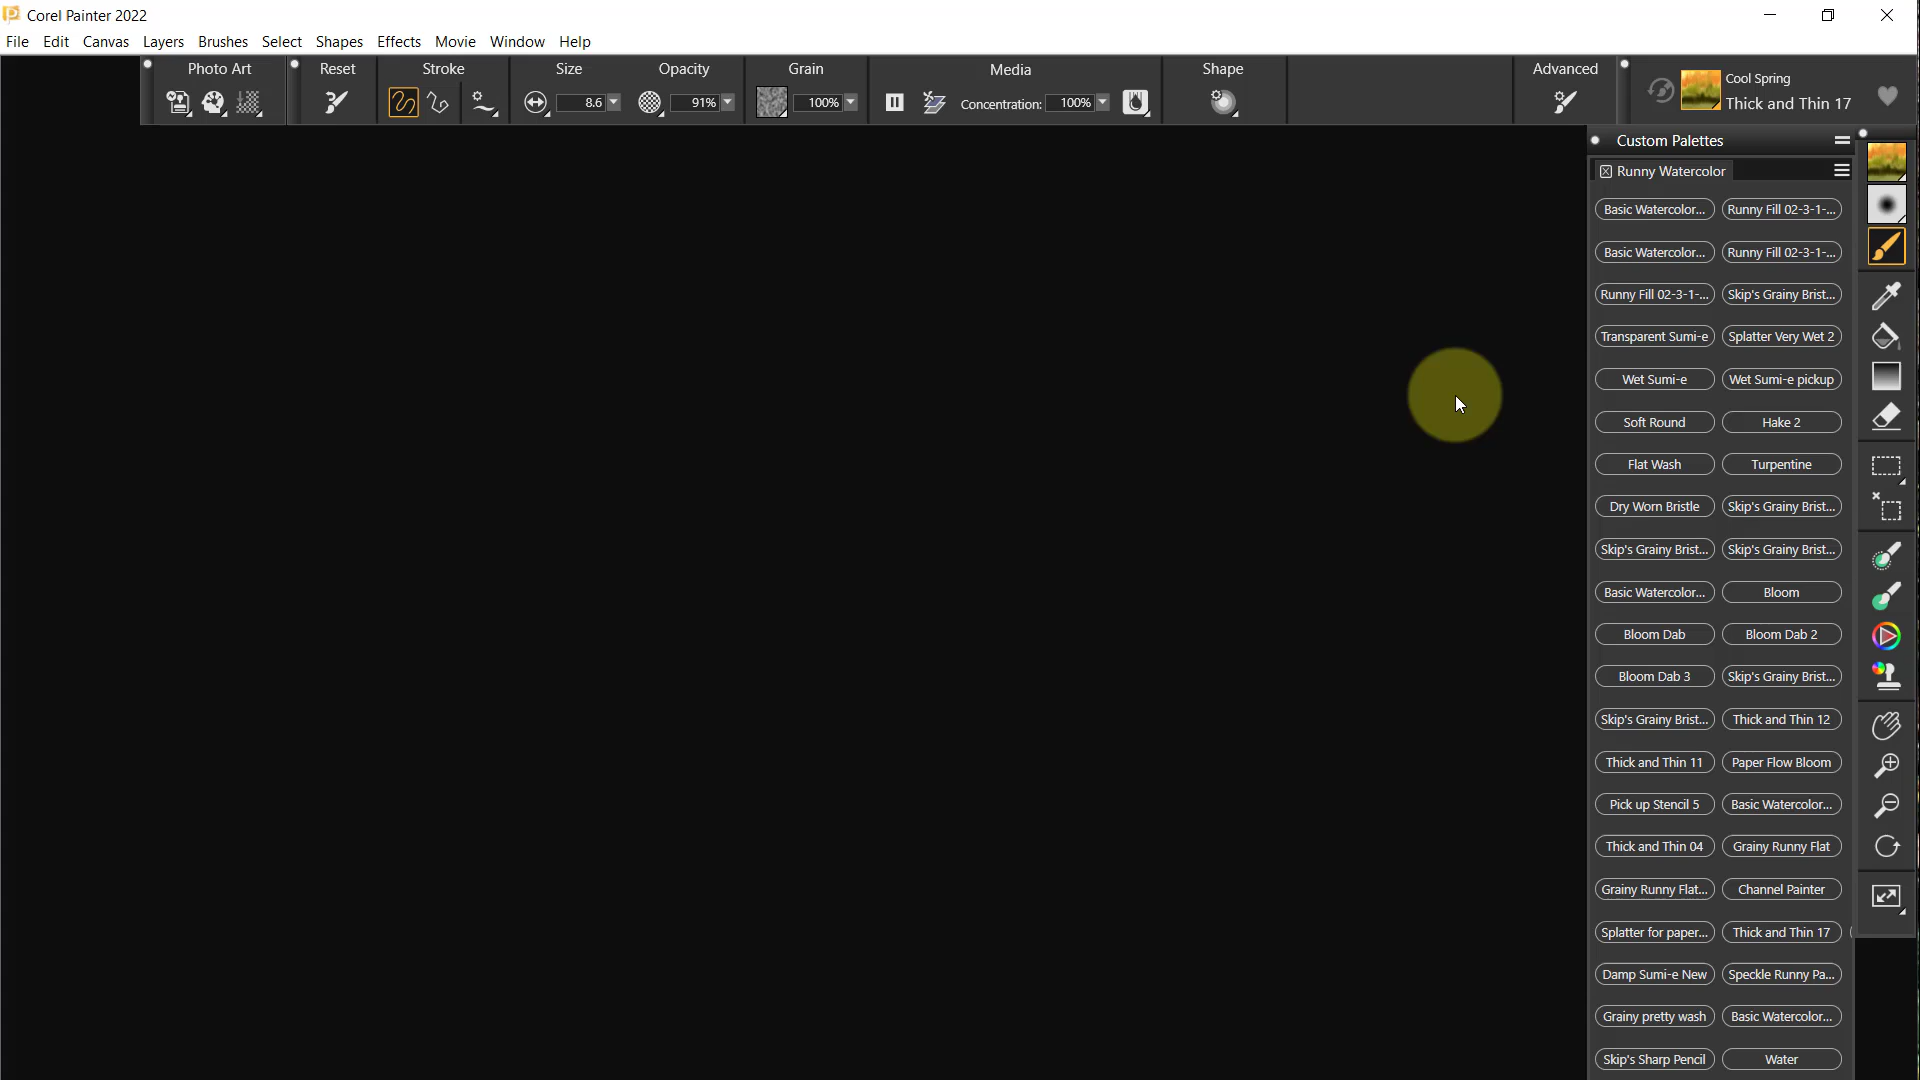 Corel Painter 2022
File Edit Canvas Layers Brushes Select Shapes Effects Movie Window Help
Photo Art Reset Stroke Size Opacity Grain Media Shape Advanced
8.6 91% 100% Concentration: 100%
Cool Spring
Thick and Thin 17
Custom Palettes
Runny Watercolor
Basic Watercolor... Runny Fill 02-3-1-...
Basic Watercolor... Runny Fill 02-3-1-...
Runny Fill 02-3-1-... Skip's Grainy Brist...
Transparent Sumi-e Splatter Very Wet 2
Wet Sumi-e Wet Sumi-e pickup
Soft Round Hake 2
Flat Wash Turpentine
Dry Worn Bristle Skip's Grainy Brist...
Skip's Grainy Brist... Skip's Grainy Brist...
Basic Watercolor... Bloom
Bloom Dab Bloom Dab 2
Bloom Dab 3 Skip's Grainy Brist...
Skip's Grainy Brist... Thick and Thin 12
Thick and Thin 11 Paper Flow Bloom
Pick up Stencil 5 Basic Watercolor...
Thick and Thin 04 Grainy Runny Flat
Grainy Runny Flat... Channel Painter
Splatter for paper... Thick and Thin 17
Damp Sumi-e New Speckle Runny Pa...
Grainy pretty wash Basic Watercolor...
Skip's Sharp Pencil Water